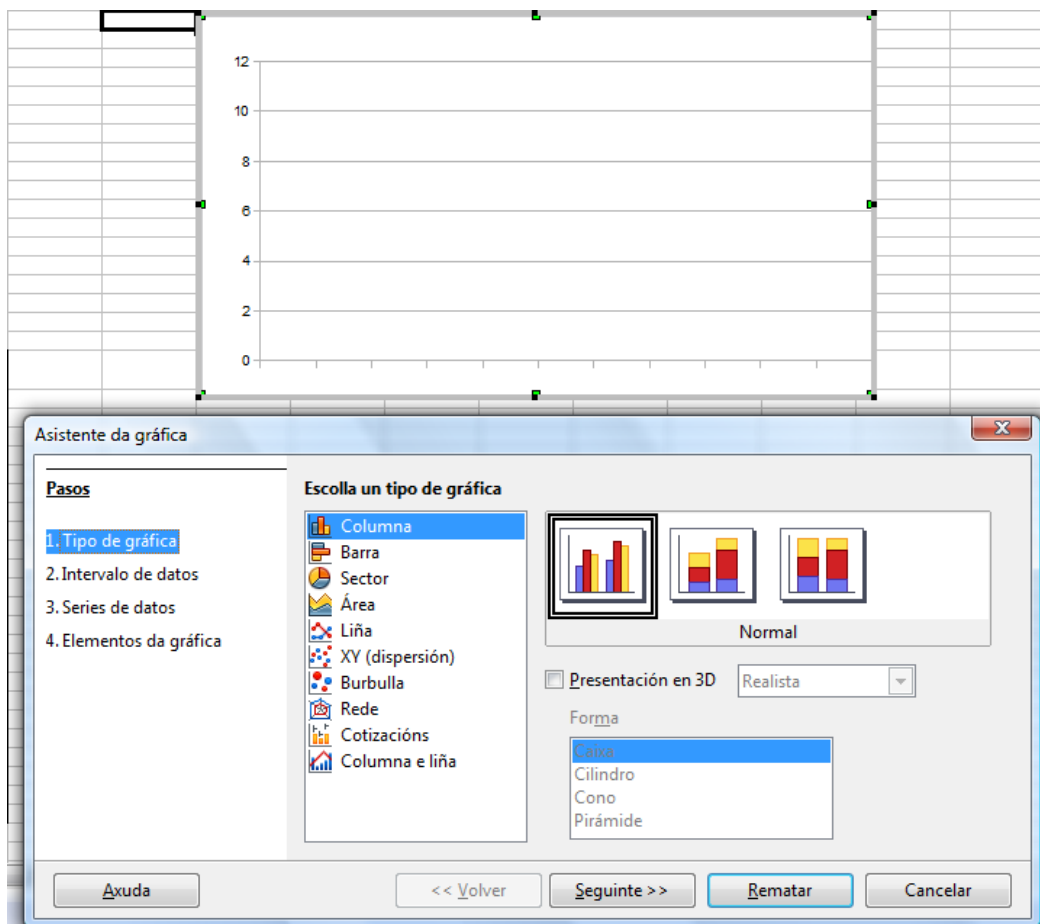 12
10
8
6
4
2
0
Asistente da gráfica
Pasos
1. Tipo de gráfica
2. Intervalo de datos
3. Series de datos
4. Elementos da gráfica
Escolla un tipo de gráfica
Columna
Barra
Sector
Área
Liña
XY (dispersión)
Burbulla
Rede
Cotizacións
Columna e liña
Normal
Presentación en 3D
Realista
Forma
Caixa
Cilindro
Cono
Pirámide
Axuda
<< Volver
Seguinte >>
Rematar
Cancelar